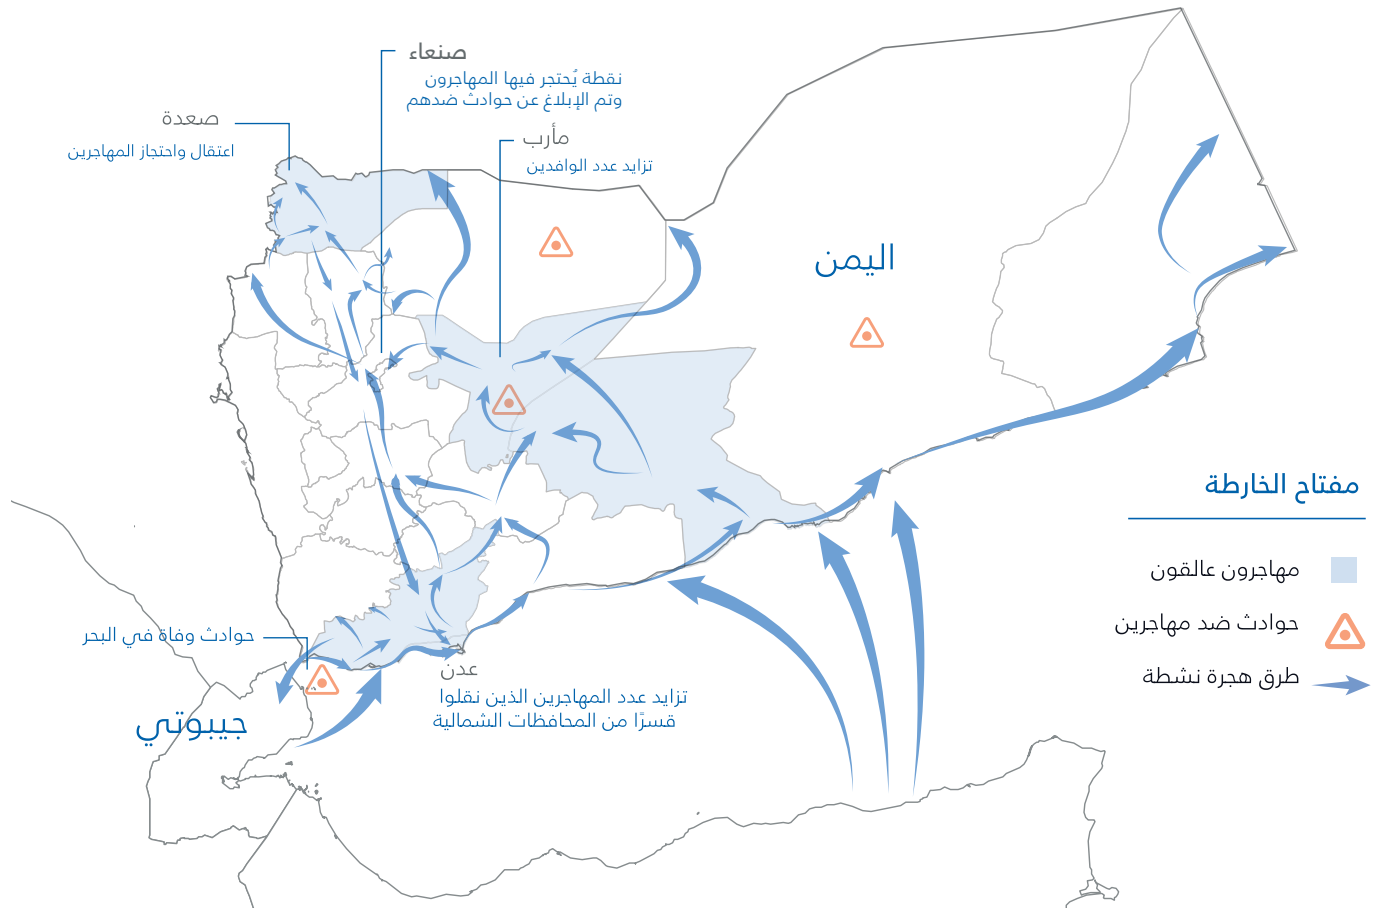 صنعاء
نقطة يُحتجر فيها المهاجرون
وتم الإبلاغ عن حوادث ضدهم
صعدة
اعتقال واحتجاز المهاجرين
مأرب
تزايد عدد الوافدين
اليمن
مفتاح الخارطة
مهاجرون عالقون
حوادث ضد مهاجرين
طرق هجرة نشطة
حوادث وفاة في البحر
عدن
تزايد عدد المهاجرين الذين نقلوا
قسرًا من المحافظات الشمالية
جيبوتي